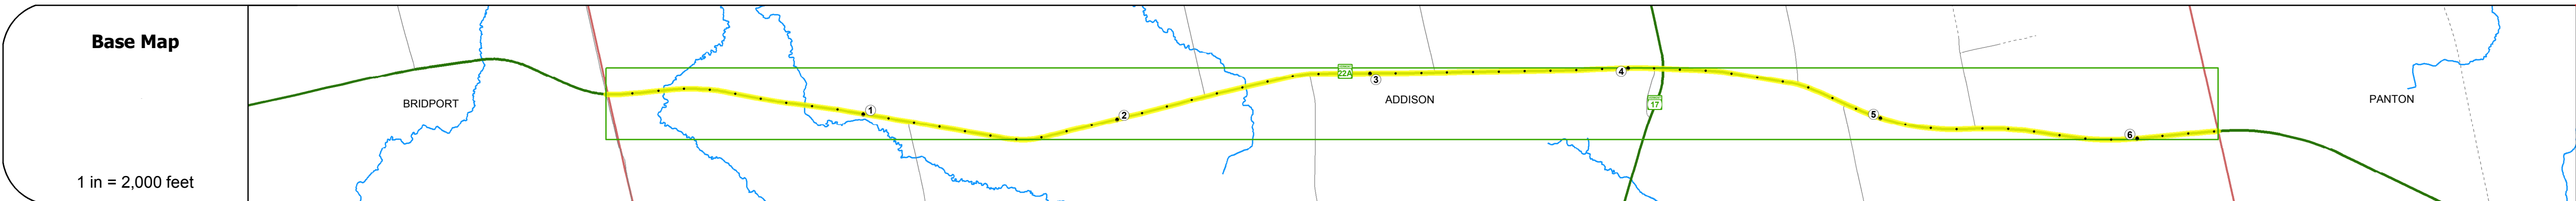 Base Map
1 in = 2,000 feet
BRIDPORT
1
2
22A
3
ADDISON
4
17
5
6
PANTON